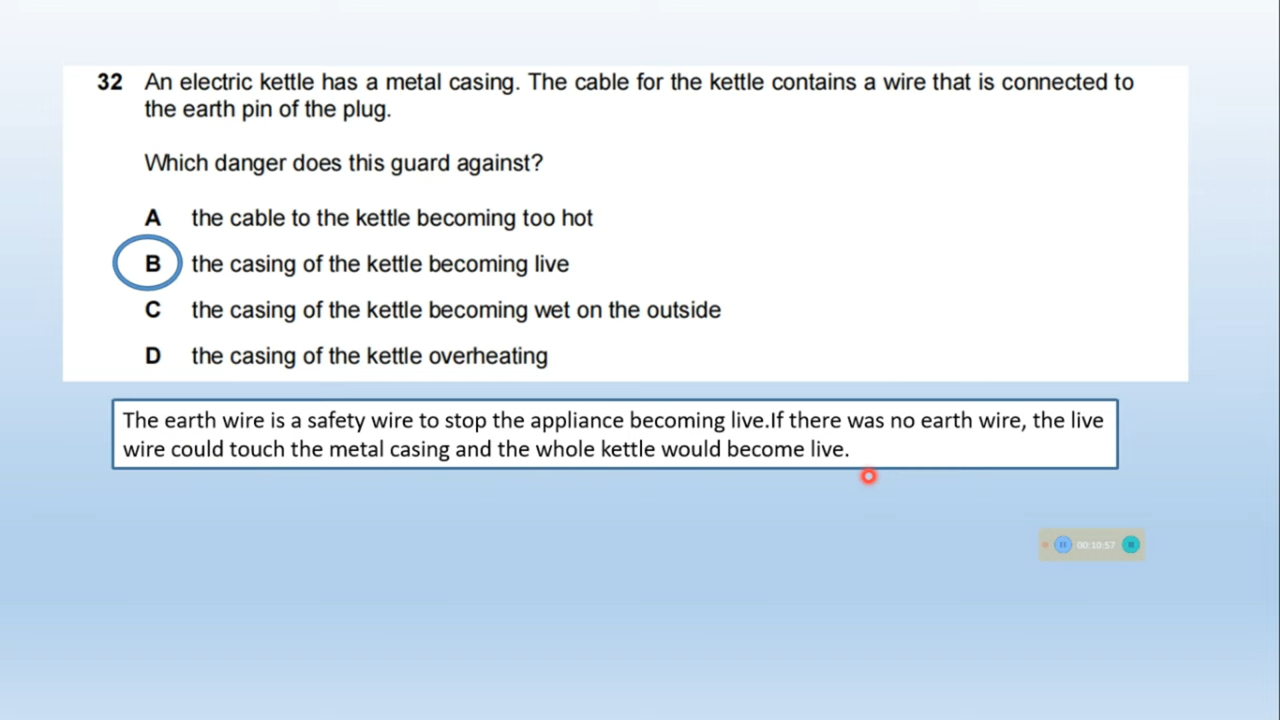 32 An electric kettle has a metal casing. The cable for the kettle contains a wire that is connected to
the earth pin of the plug.
Which danger does this guard against?
A the cable to the kettle becoming too hot
B the casing of the kettle becoming live
C the casing of the kettle becoming wet on the outside
D the casing of the kettle overheating
The earth wire is a safety wire to stop the appliance becoming live.If there was no earth wire, the live
wire could touch the metal casing and the whole kettle would become live.
00:10:57